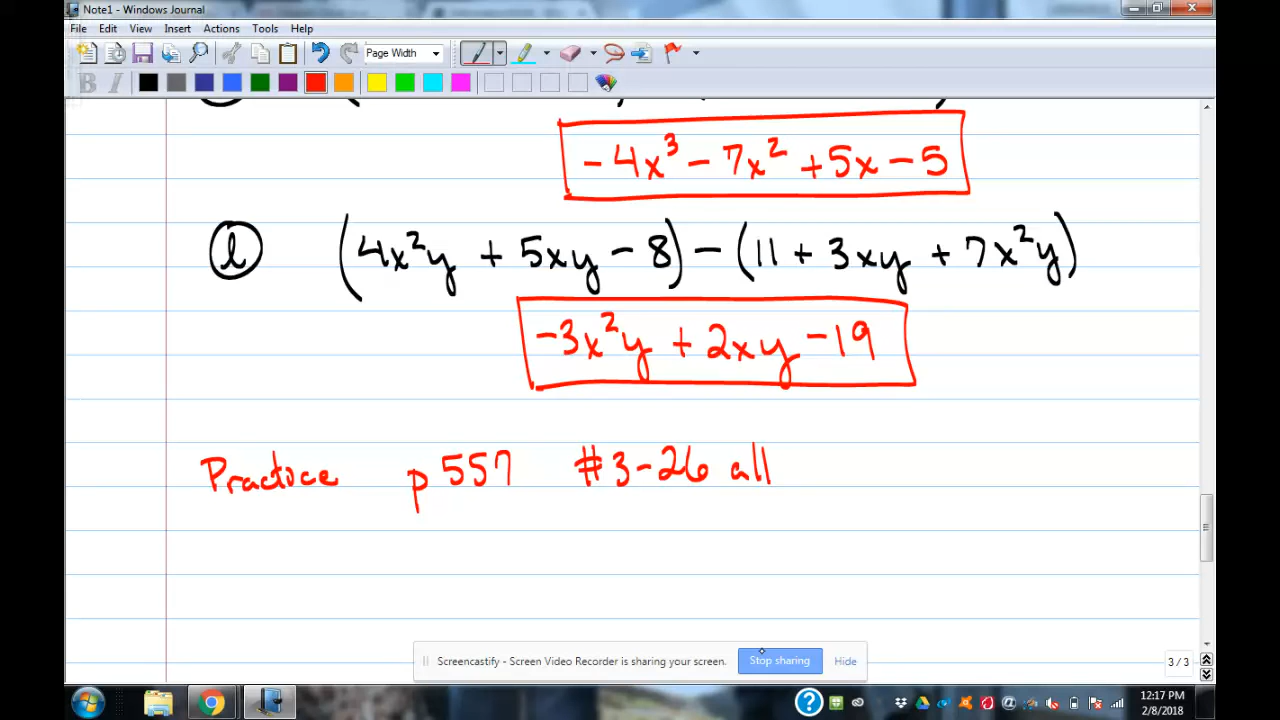 Note1 - Windows Journal
File Edit View Insert Actions Tools Help
Page Width
B I
-4x³ - 7x² + 5x - 5
l (4x²y + 5xy - 8) - (11 + 3xy + 7x²y)
-3x²y + 2xy - 19
Practice p557 #3-26 all
Screencastify - Screen Video Recorder is sharing your screen. Stop sharing Hide
3 / 3
12:17 PM
2/8/2018